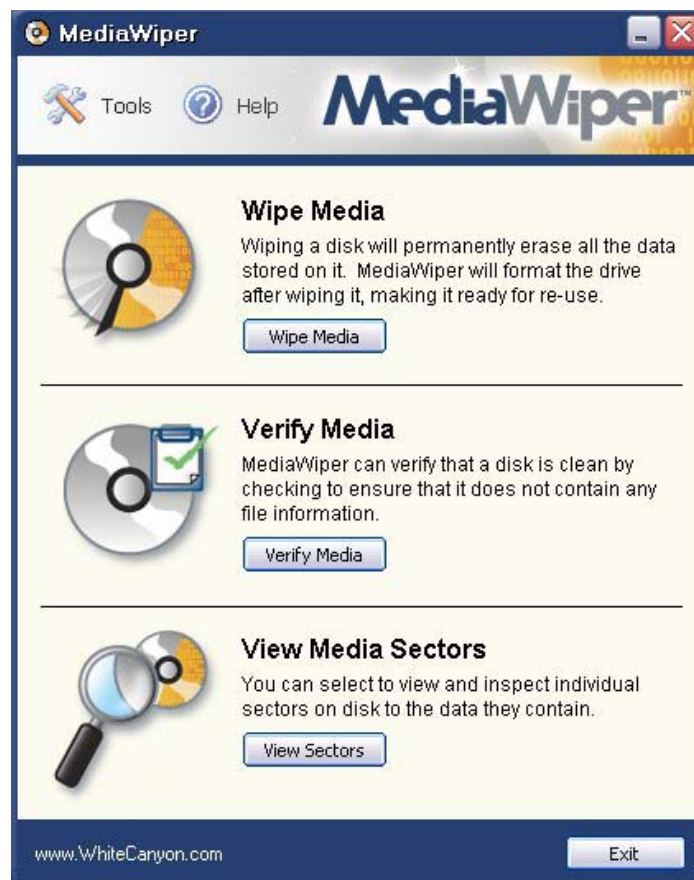 MediaWiper
Tools
Help
MediaWiper™
Wipe Media
Wiping a disk will permanently erase all the data
stored on it. MediaWiper will format the drive
after wiping it, making it ready for re-use.
Wipe Media
Verify Media
MediaWiper can verify that a disk is clean by
checking to ensure that it does not contain any
file information.
Verify Media
View Media Sectors
You can select to view and inspect individual
sectors on disk to the data they contain.
View Sectors
www.WhiteCanyon.com
Exit